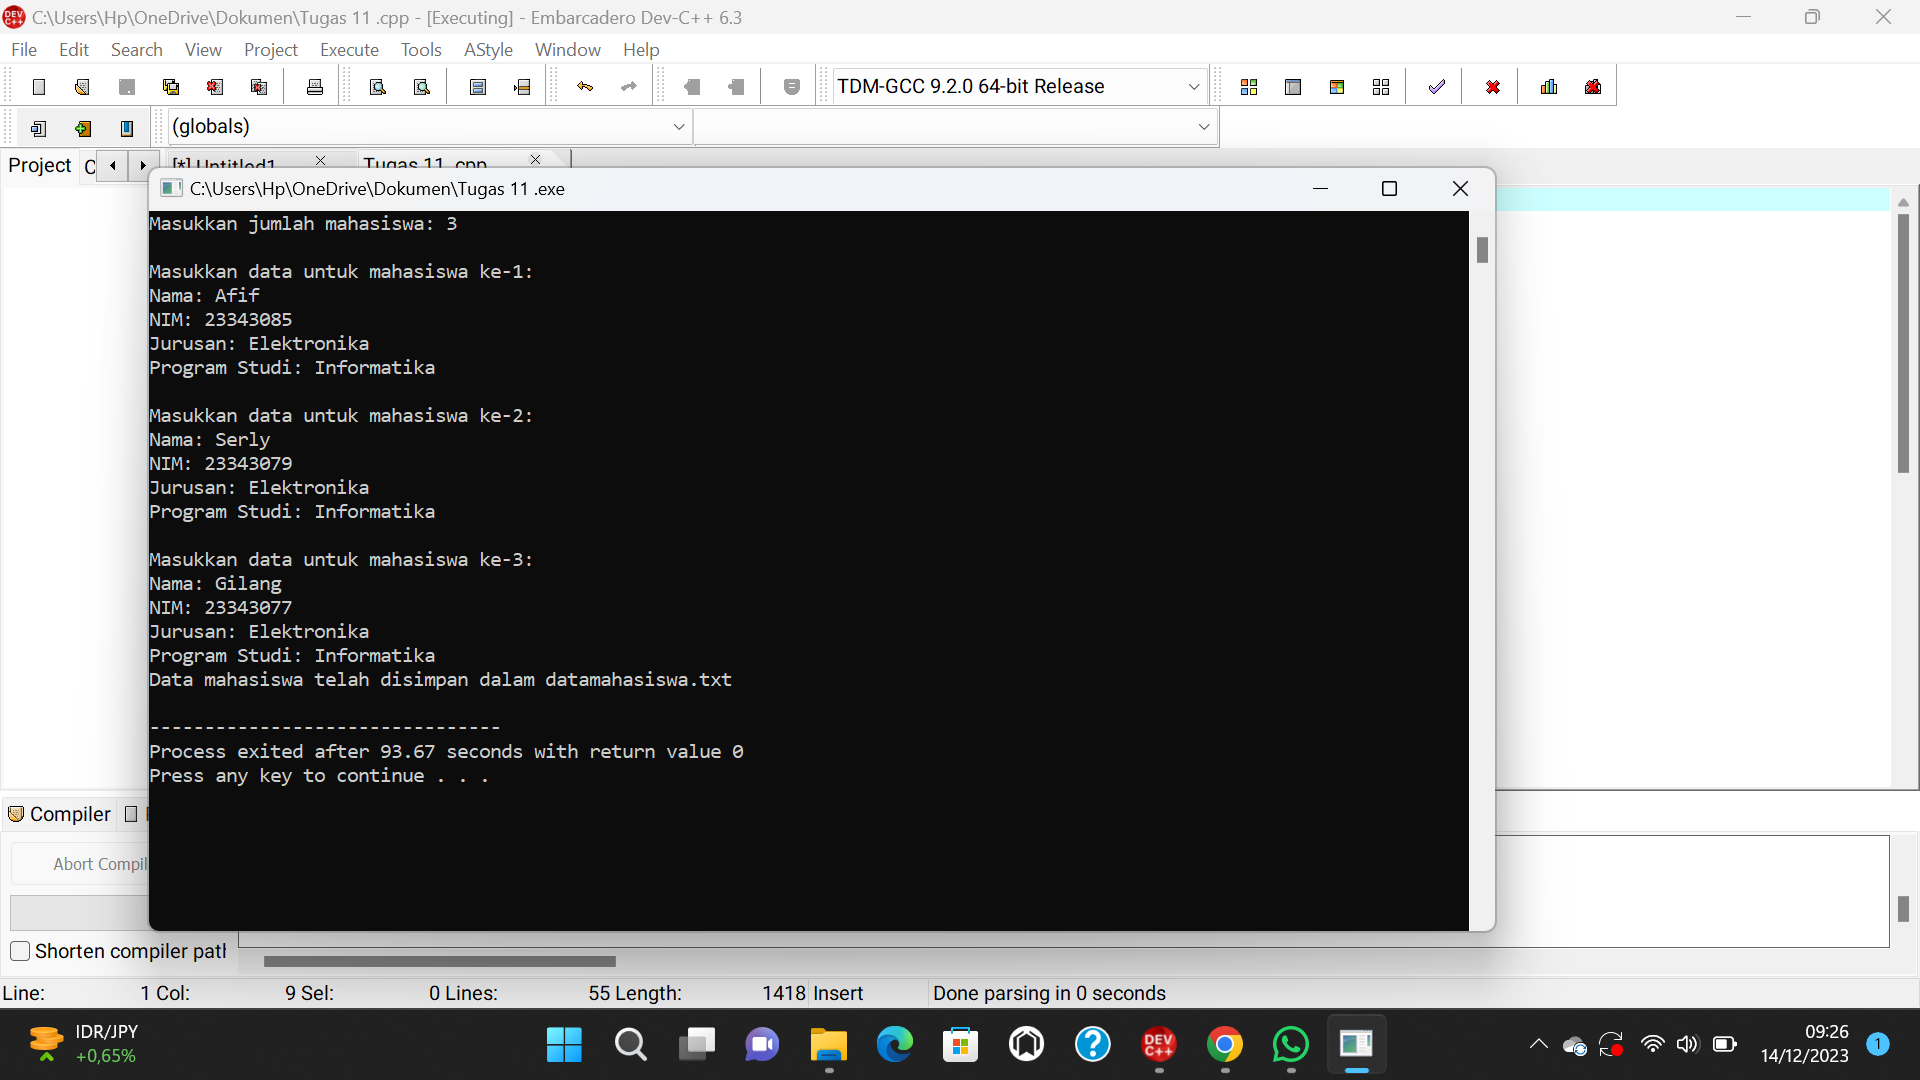 C:\Users\Hp\OneDrive\Dokumen\Tugas 11 .cpp - [Executing] - Embarcadero Dev-C++ 6.3
File Edit Search View Project Execute Tools AStyle Window Help
TDM-GCC 9.2.0 64-bit Release
(globals)
Project C [*] Untitled1 Tugas 11 .cpp
C:\Users\Hp\OneDrive\Dokumen\Tugas 11 .exe
Masukkan jumlah mahasiswa: 3
Masukkan data untuk mahasiswa ke-1:
Nama: Afif
NIM: 23343085
Jurusan: Elektronika
Program Studi: Informatika
Masukkan data untuk mahasiswa ke-2:
Nama: Serly
NIM: 23343079
Jurusan: Elektronika
Program Studi: Informatika
Masukkan data untuk mahasiswa ke-3:
Nama: Gilang
NIM: 23343077
Jurusan: Elektronika
Program Studi: Informatika
Data mahasiswa telah disimpan dalam datamahasiswa.txt
--------------------------------
Process exited after 93.67 seconds with return value 0
Press any key to continue . . .
Compiler
Abort Compil
Shorten compiler path
Line: 1 Col: 9 Sel: 0 Lines: 55 Length: 1418 Insert Done parsing in 0 seconds
IDR/JPY
+0,65%
DEV C++
09:26
14/12/2023
1